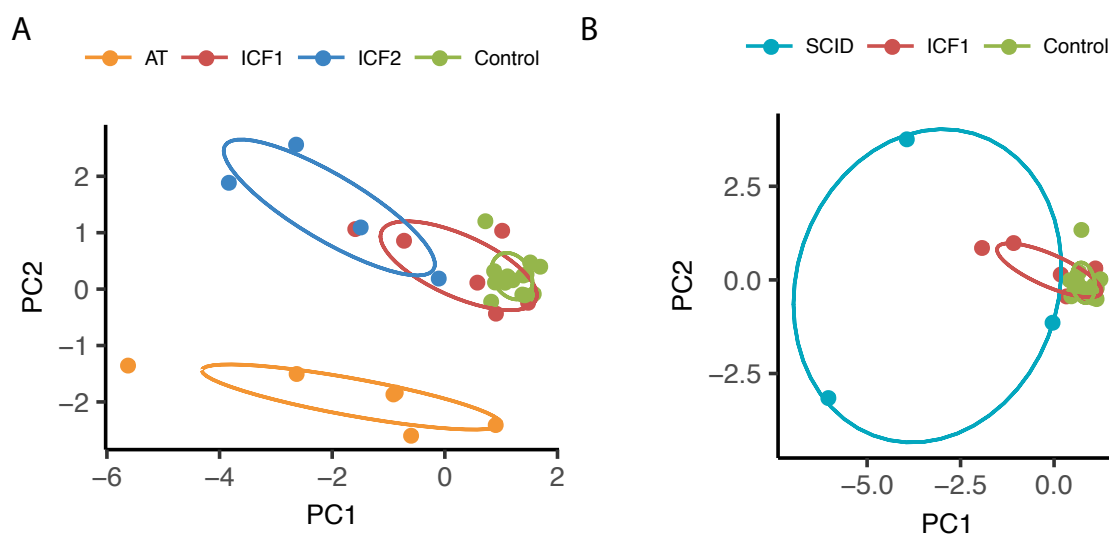 A
AT ICF1 ICF2 Control
PC2
2
1
0
−1
−2
−6 −4 −2 0 2
PC1
B
SCID ICF1 Control
PC2
2.5
0.0
−2.5
−5.0 −2.5 0.0
PC1